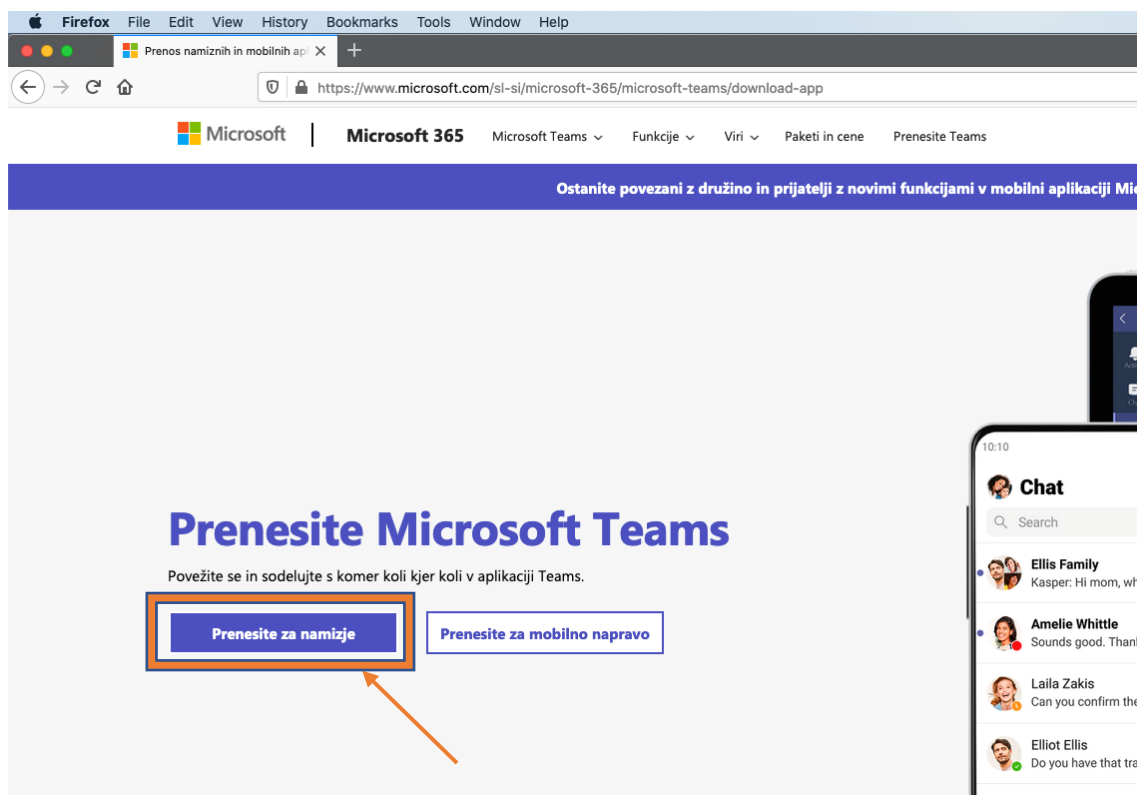 Firefox File Edit View History Bookmarks Tools Window Help
Prenos namiznih in mobilnih apl
https://www.microsoft.com/sl-si/microsoft-365/microsoft-teams/download-app
Microsoft Microsoft 365 Microsoft Teams Funkcije Viri Paketi in cene Prenesite Teams
Ostanite povezani z družino in prijatelji z novimi funkcijami v mobilni aplikaciji Mic
10:10
Chat
Search
Prenesite Microsoft Teams
Povežite se in sodelujte s komer koli kjer koli v aplikaciji Teams.
Prenesite za namizje Prenesite za mobilno napravo
Ellis Family
Kasper: Hi mom, wh
Amelie Whittle
Sounds good. Than
Laila Zakis
Can you confirm the
Elliot Ellis
Do you have that tra